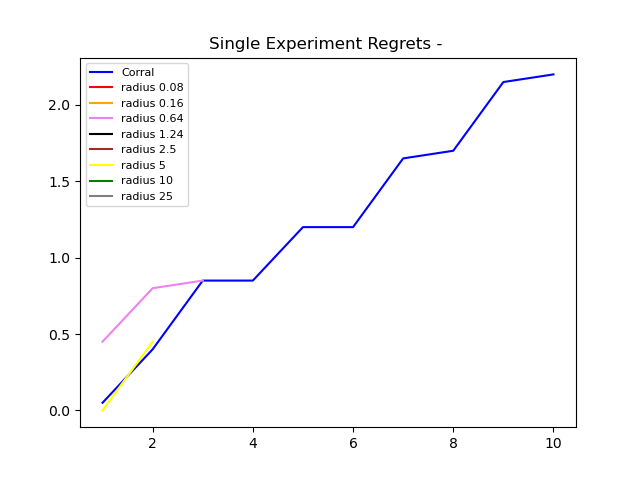 Single Experiment Regrets -
Corral
radius 0.08
radius 0.16
radius 0.64
radius 1.24
radius 2.5
radius 5
radius 10
radius 25
2.0
1.5
1.0
0.5
0.0
2 4 6 8 10